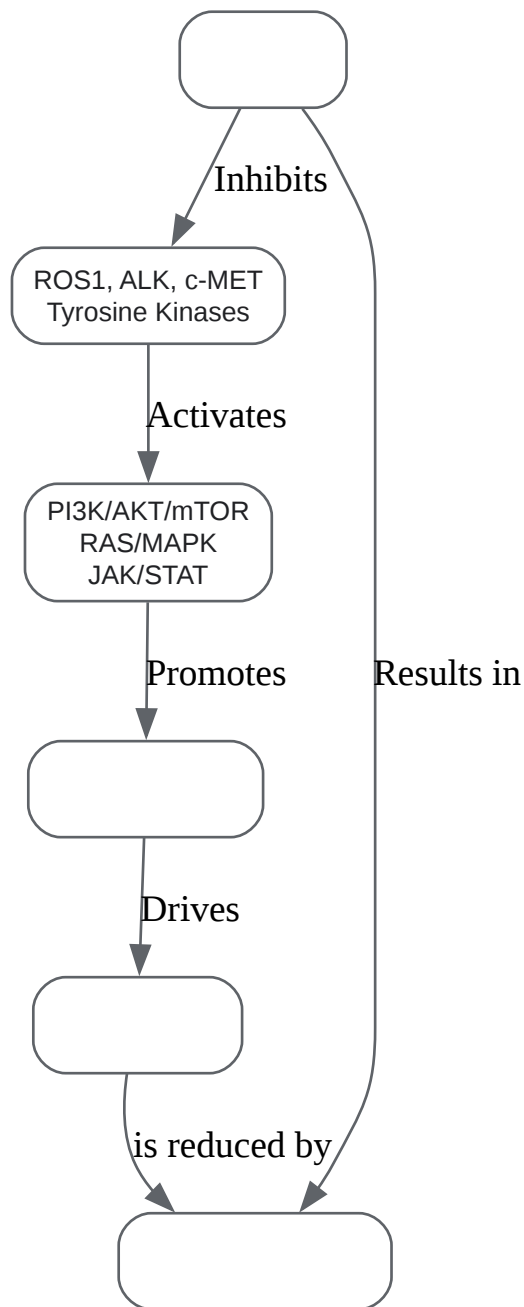 Inhibits
ROS1, ALK, c-MET
Tyrosine Kinases
Activates
PI3K/AKT/mTOR
RAS/MAPK
JAK/STAT
Promotes
Results in
Drives
is reduced by